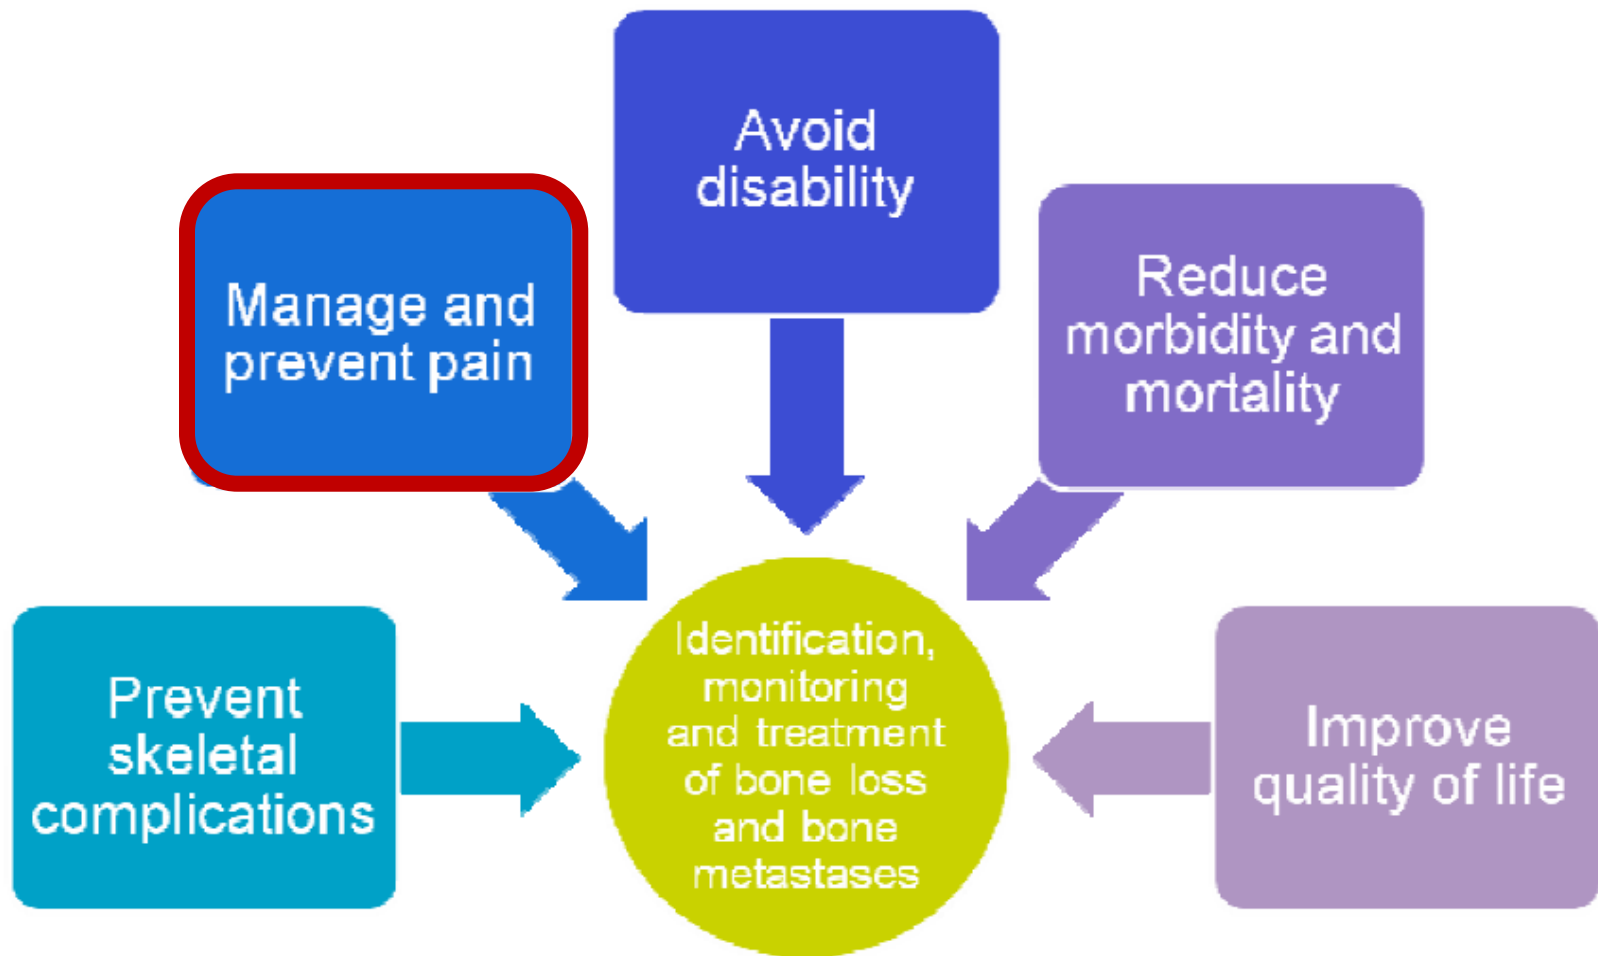 Avoid
disability
Manage and
prevent pain
Reduce
morbidity and
mortality
Prevent
skeletal
complications
Identification,
monitoring
and treatment
of bone loss
and bone
metastases
Improve
quality of life